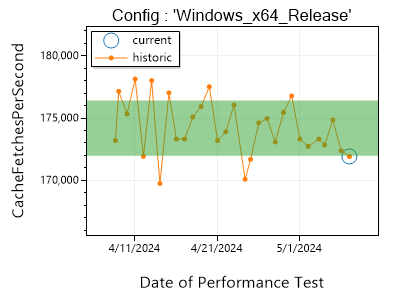 Config : 'Windows_x64_Release'
current
historic
180,000
175,000
170,000
CacheFetchesPerSecond
4/11/2024
4/21/2024
5/1/2024
Date of Performance Test